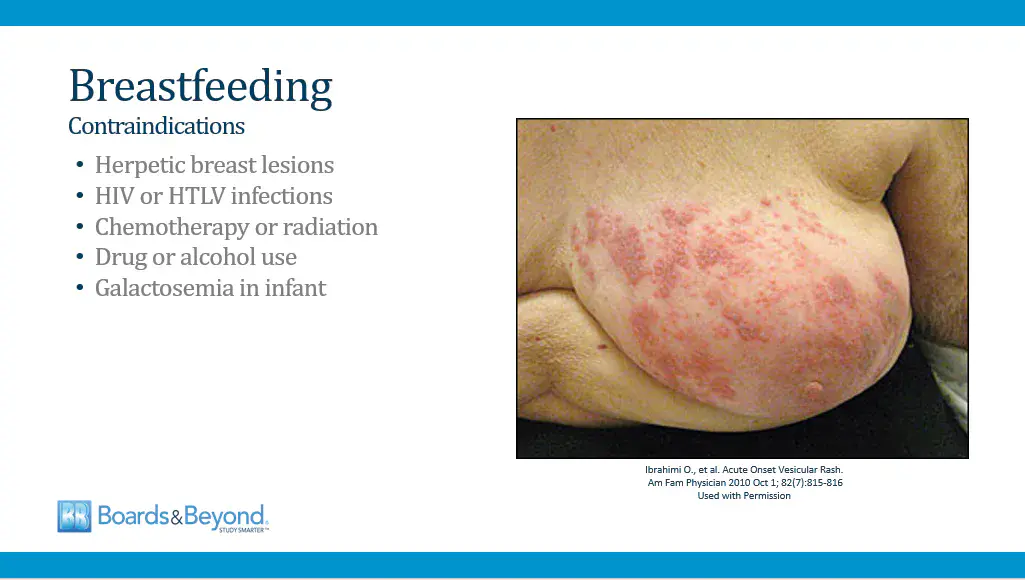 Breastfeeding
Contraindications
• Herpetic breast lesions
• HIV or HTLV infections
• Chemotherapy or radiation
• Drug or alcohol use
• Galactosemia in infant
Ibrahimi O., et al. Acute Onset Vesicular Rash.
Am Fam Physician 2010 Oct 1; 82(7):815-816
Used with Permission
BB Boards&Beyond®
STUDY SMARTER™